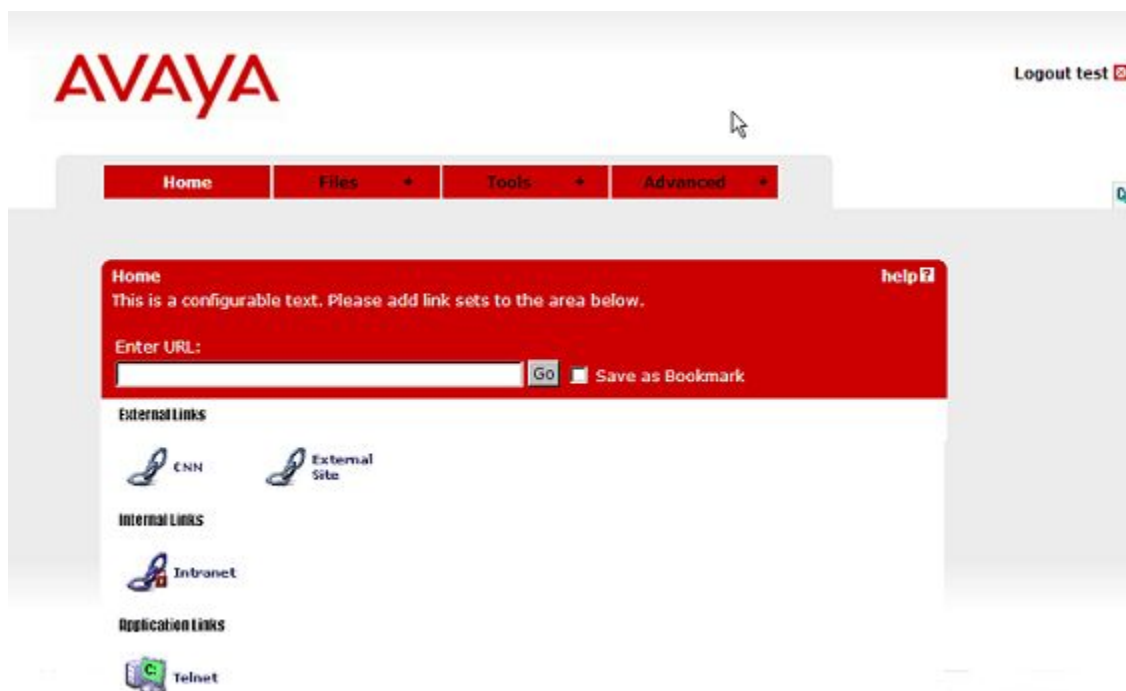 AVAYA
Logout test
Home Files + Tools + Advanced +
Home help?
This is a configurable text. Please add link sets to the area below.
Enter URL:
Go Save as Bookmark
External Links
CNN External
Site
Internal Links
Intranet
Application Links
C:
Telnet